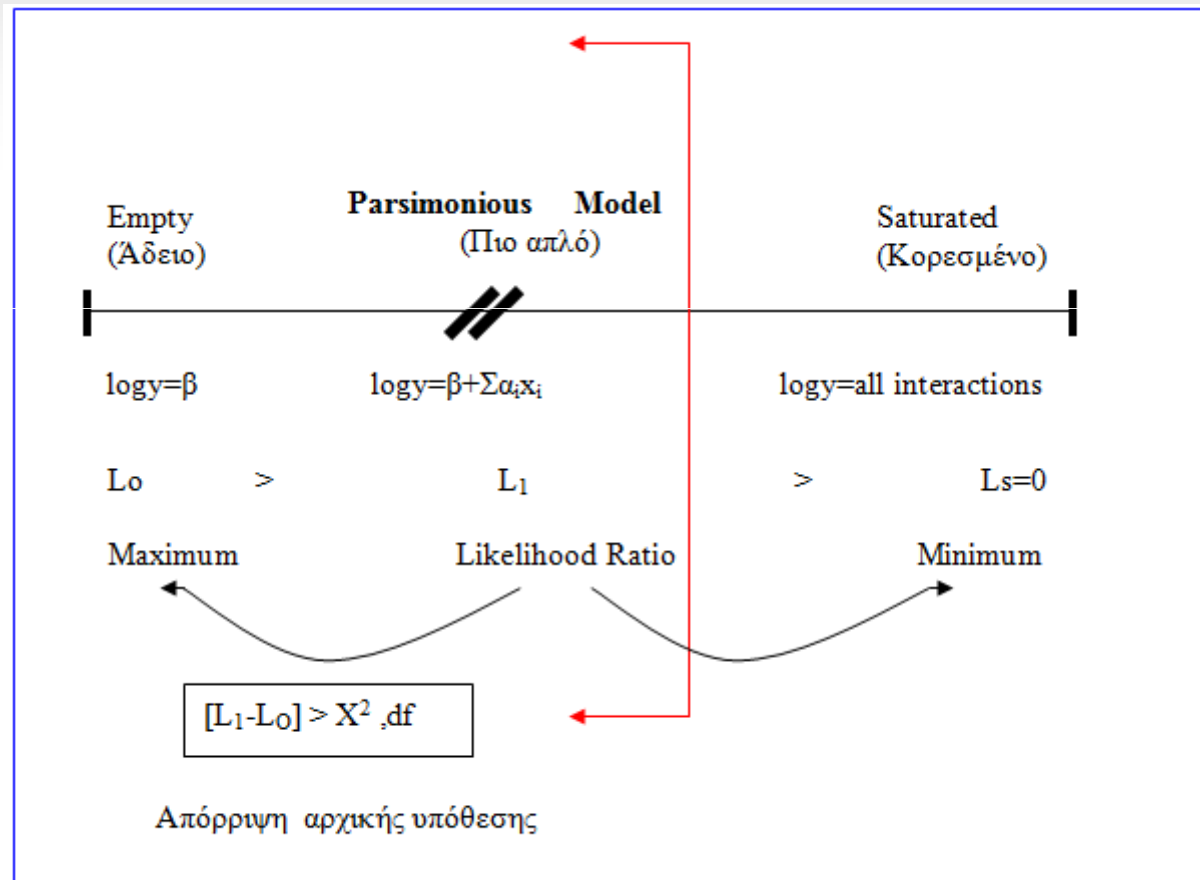 Empty
(Άδειο)
Parsimonious Model
(Πιο απλό)
Saturated
(Κορεσμένο)
logy=β
logy=β+Σαᵢxᵢ
logy=all interactions
Lo > L₁ > Ls=0
Maximum Likelihood Ratio Minimum
[L₁-L₀] > X² ,df
Απόρριψη αρχικής υπόθεσης